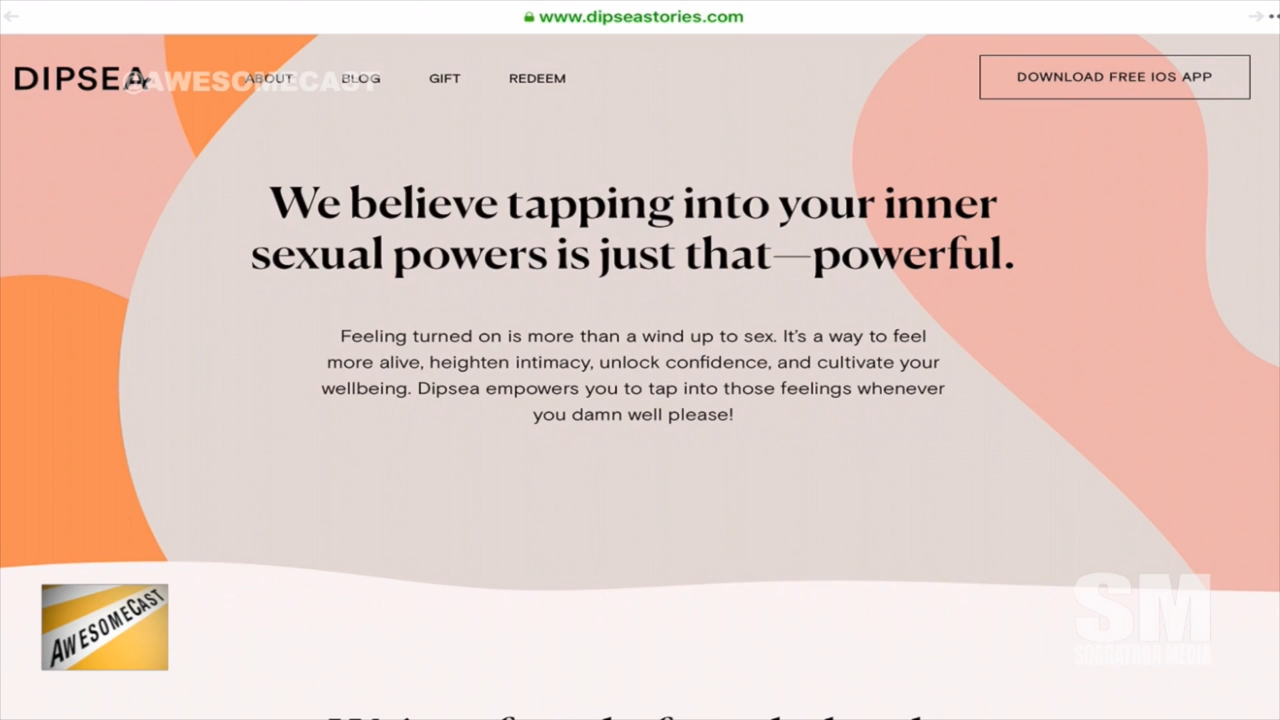 www.dipseastories.com
DIPSEA
@AWESOMECAST
ABOUT BLOG GIFT REDEEM
DOWNLOAD FREE IOS APP
We believe tapping into your inner
sexual powers is just that—powerful.
Feeling turned on is more than a wind up to sex. It's a way to feel
more alive, heighten intimacy, unlock confidence, and cultivate your
wellbeing. Dipsea empowers you to tap into those feelings whenever
you damn well please!
AWESOMECAST
SM
SORGATRON MEDIA